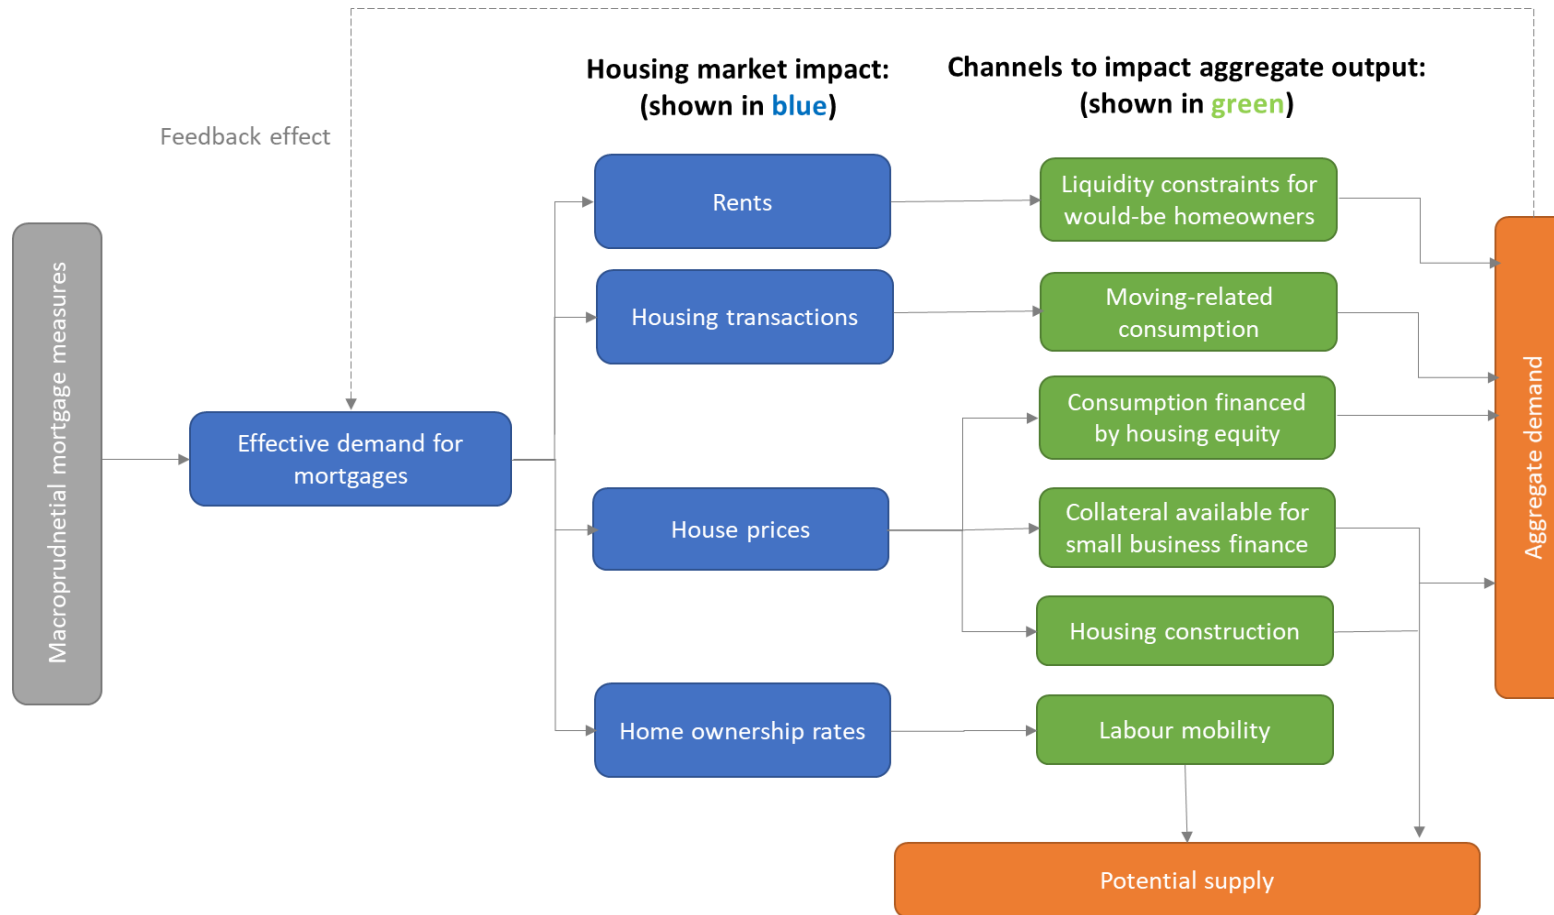 Housing market impact:
(shown in blue)
Channels to impact aggregate output:
(shown in green)
Feedback effect
Rents
Liquidity constraints for
would-be homeowners
Housing transactions
Moving-related
consumption
Macroprudnetial mortgage measures
Effective demand for
mortgages
Consumption financed
by housing equity
House prices
Collateral available for
small business finance
Housing construction
Home ownership rates
Labour mobility
Aggregate demand
Potential supply